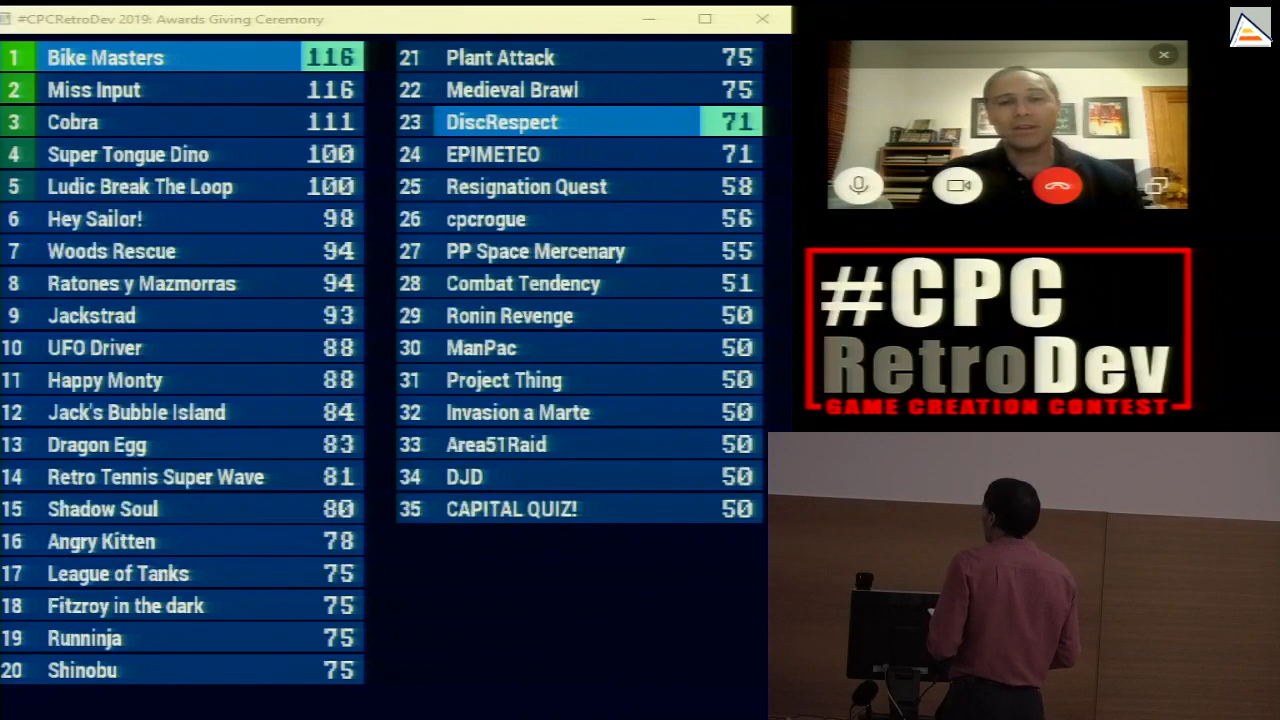 #CPCRetroDev 2019: Awards Giving Ceremony
1 Bike Masters 116
2 Miss Input 116
3 Cobra 111
4 Super Tongue Dino 100
5 Ludic Break The Loop 100
6 Hey Sailor! 98
7 Woods Rescue 94
8 Ratones y Mazmorras 94
9 Jackstrad 93
10 UFO Driver 88
11 Happy Monty 88
12 Jack's Bubble Island 84
13 Dragon Egg 83
14 Retro Tennis Super Wave 81
15 Shadow Soul 80
16 Angry Kitten 78
17 League of Tanks 75
18 Fitzroy in the dark 75
19 Runninja 75
20 Shinobu 75
21 Plant Attack 75
22 Medieval Brawl 75
23 DiscRespect 71
24 EPIMETEO 71
25 Resignation Quest 58
26 cpcrogue 56
27 PP Space Mercenary 55
28 Combat Tendency 51
29 Ronin Revenge 50
30 ManPac 50
31 Project Thing 50
32 Invasion a Marte 50
33 Area51Raid 50
34 DJD 50
35 CAPITAL QUIZ! 50
#CPC
RetroDev
GAME CREATION CONTEST